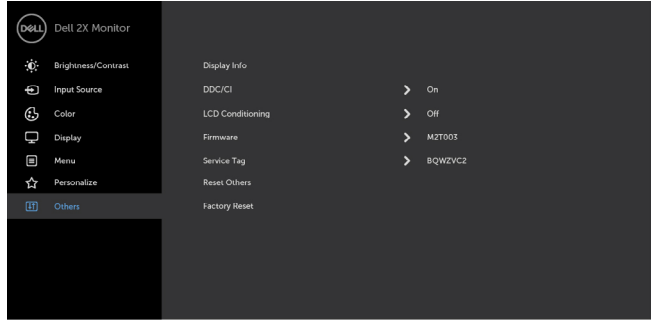 DELL Dell 2X Monitor
Brightness/Contrast Display Info
Input Source DDC/CI On
Color LCD Conditioning Off
Display Firmware M2T003
Menu Service Tag BQWZVC2
Personalize Reset Others
Others Factory Reset